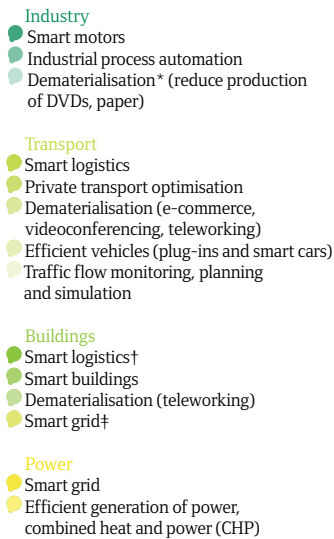 Industry
Smart motors
Industrial process automation
Dematerialisation* (reduce production
of DVDs, paper)
Transport
Smart logistics
Private transport optimisation
Dematerialisation (e-commerce,
videoconferencing, teleworking)
Efficient vehicles (plug-ins and smart cars)
Traffic flow monitoring, planning
and simulation
Buildings
Smart logistics†
Smart buildings
Dematerialisation (teleworking)
Smart grid‡
Power
Smart grid
Efficient generation of power,
combined heat and power (CHP)